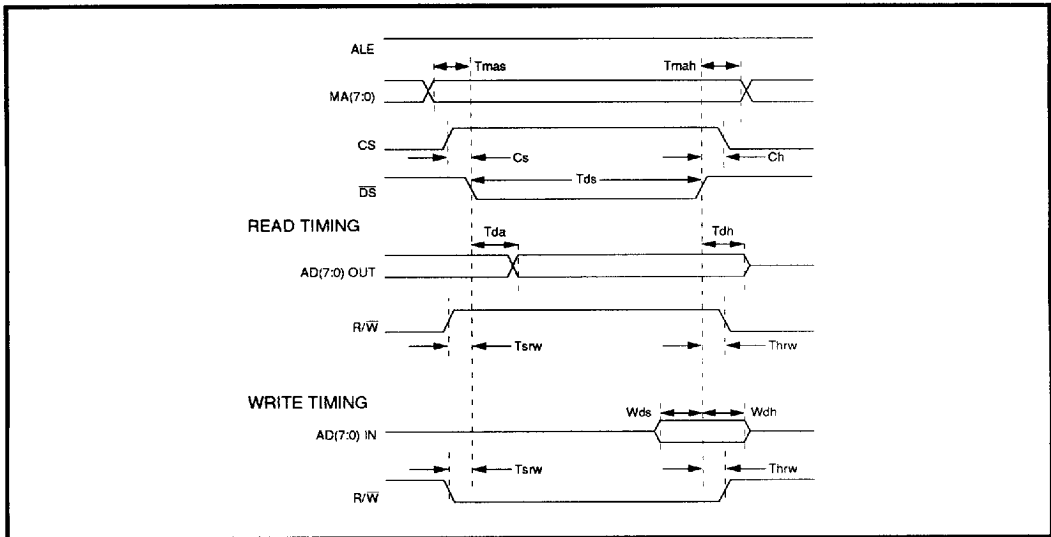 ALE
Tmas
Tmah
MA(7:0)
CS
Cs
Ch
Tds
DS
READ TIMING
Tda
Tdh
AD(7:0) OUT
R/W
Tsrw
Thrw
WRITE TIMING
Wds
Wdh
AD(7:0) IN
Tsrw
Thrw
R/W